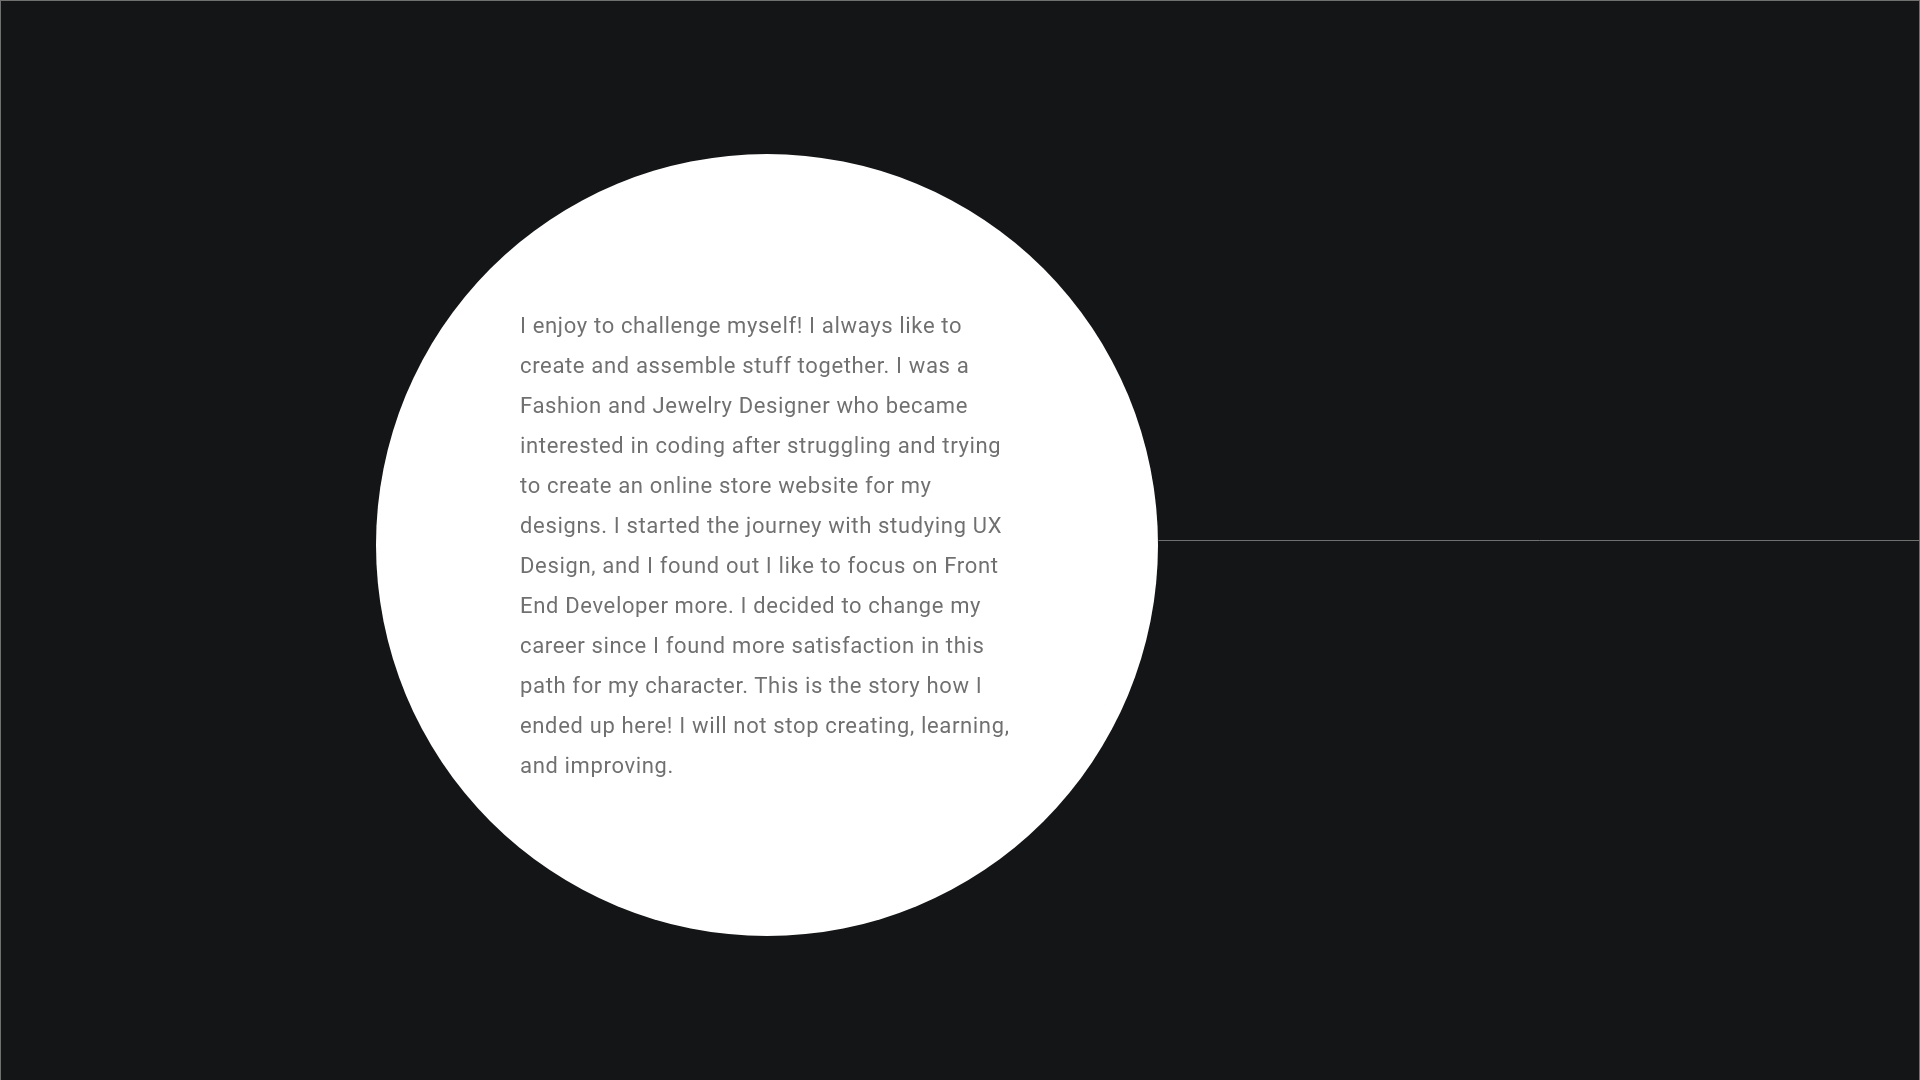 I enjoy to challenge myself! I always like to
create and assemble stuff together. I was a
Fashion and Jewelry Designer who became
interested in coding after struggling and trying
to create an online store website for my
designs. I started the journey with studying UX
Design, and I found out I like to focus on Front
End Developer more. I decided to change my
career since I found more satisfaction in this
path for my character. This is the story how I
ended up here! I will not stop creating, learning,
and improving.